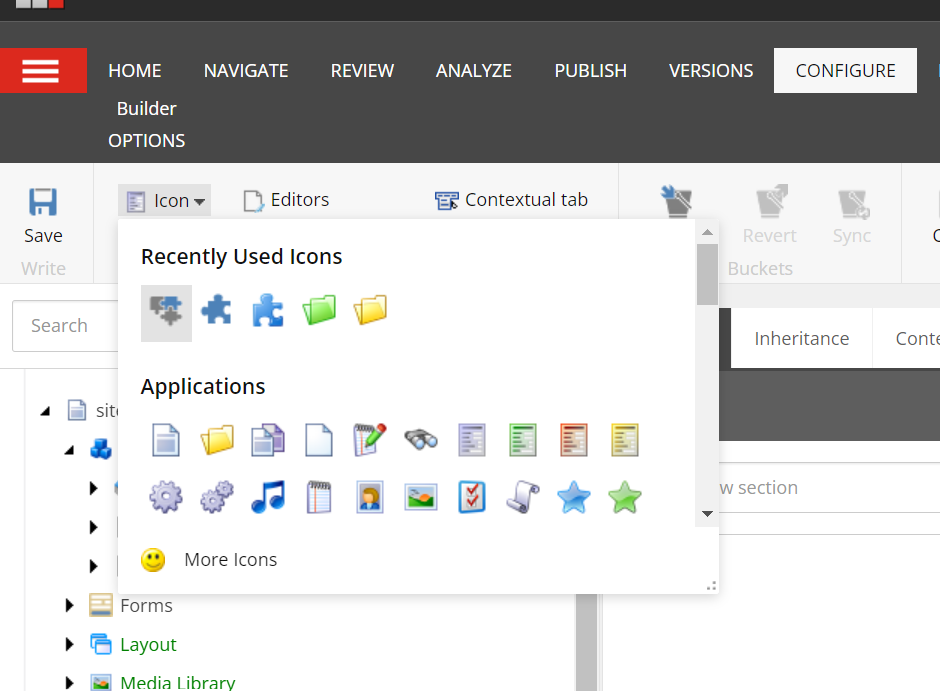 HOME NAVIGATE REVIEW ANALYZE PUBLISH VERSIONS CONFIGURE
Builder
OPTIONS
Icon Editors Contextual tab
Save Revert Sync
Write Buckets
Recently Used Icons
Search
Inheritance Conte
Applications
site
w section
More Icons
Forms
Layout
Media Library